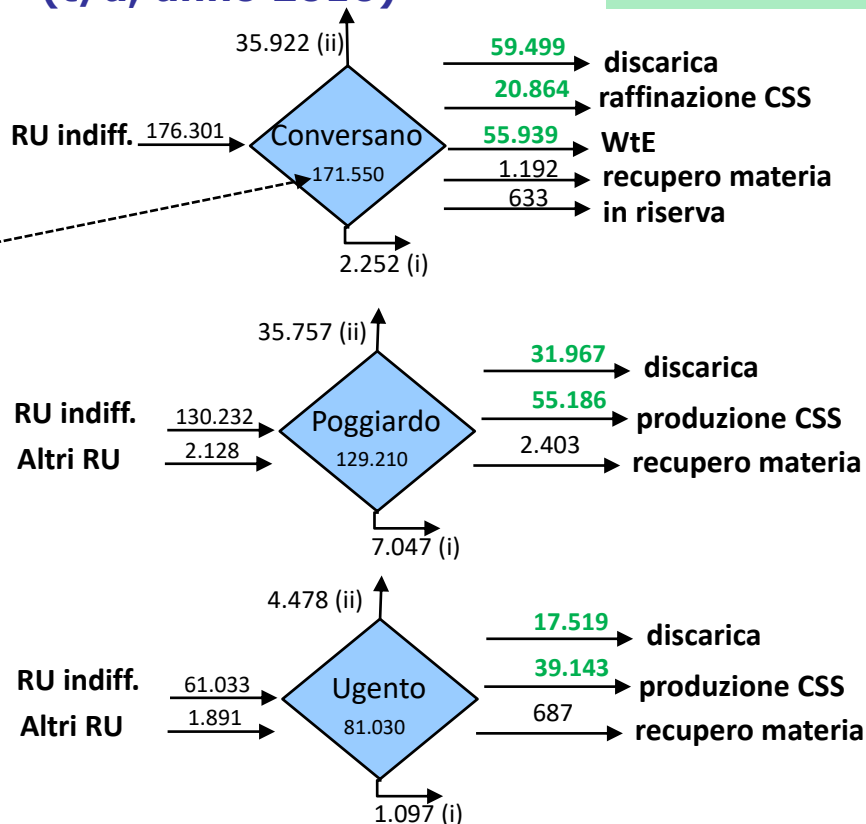 (t/a, anno 2016)
35.922 (ii)
59.499 discarica
20.864 raffinazione CSS
RU indiff. 176.301 Conversano 55.939 WtE
171.550 1.192 recupero materia
633 in riserva
2.252 (i)
35.757 (ii)
31.967 discarica
RU indiff. 130.232 Poggiardo 55.186 produzione CSS
Altri RU 2.128 129.210 2.403 recupero materia
7.047 (i)
4.478 (ii)
17.519 discarica
RU indiff. 61.033 Ugento 39.143 produzione CSS
Altri RU 1.891 81.030 687 recupero materia
1.097 (i)